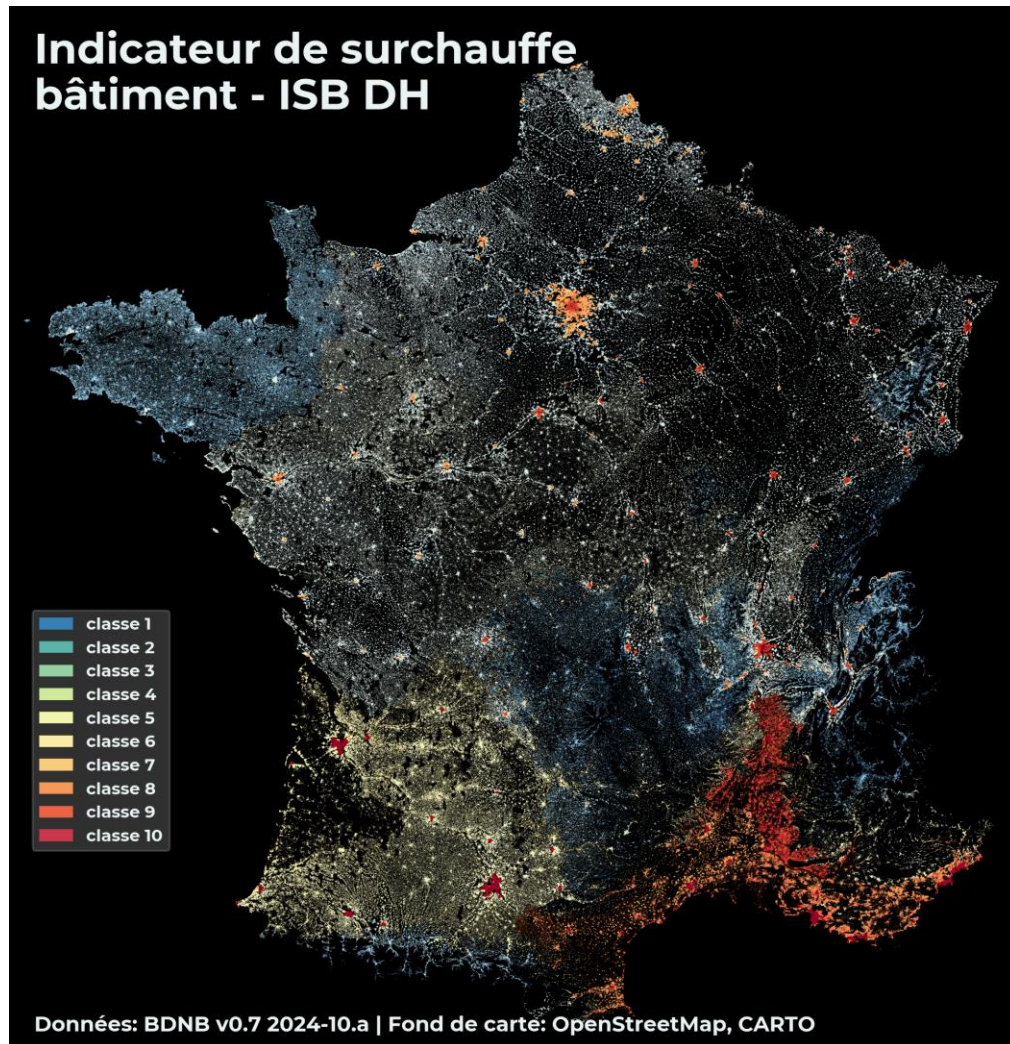 Indicateur de surchauffe
bâtiment - ISB DH
classe 1
classe 2
classe 3
classe 4
classe 5
classe 6
classe 7
classe 8
classe 9
classe 10
Données: BDNB v0.7 2024-10.a | Fond de carte: OpenStreetMap, CARTO